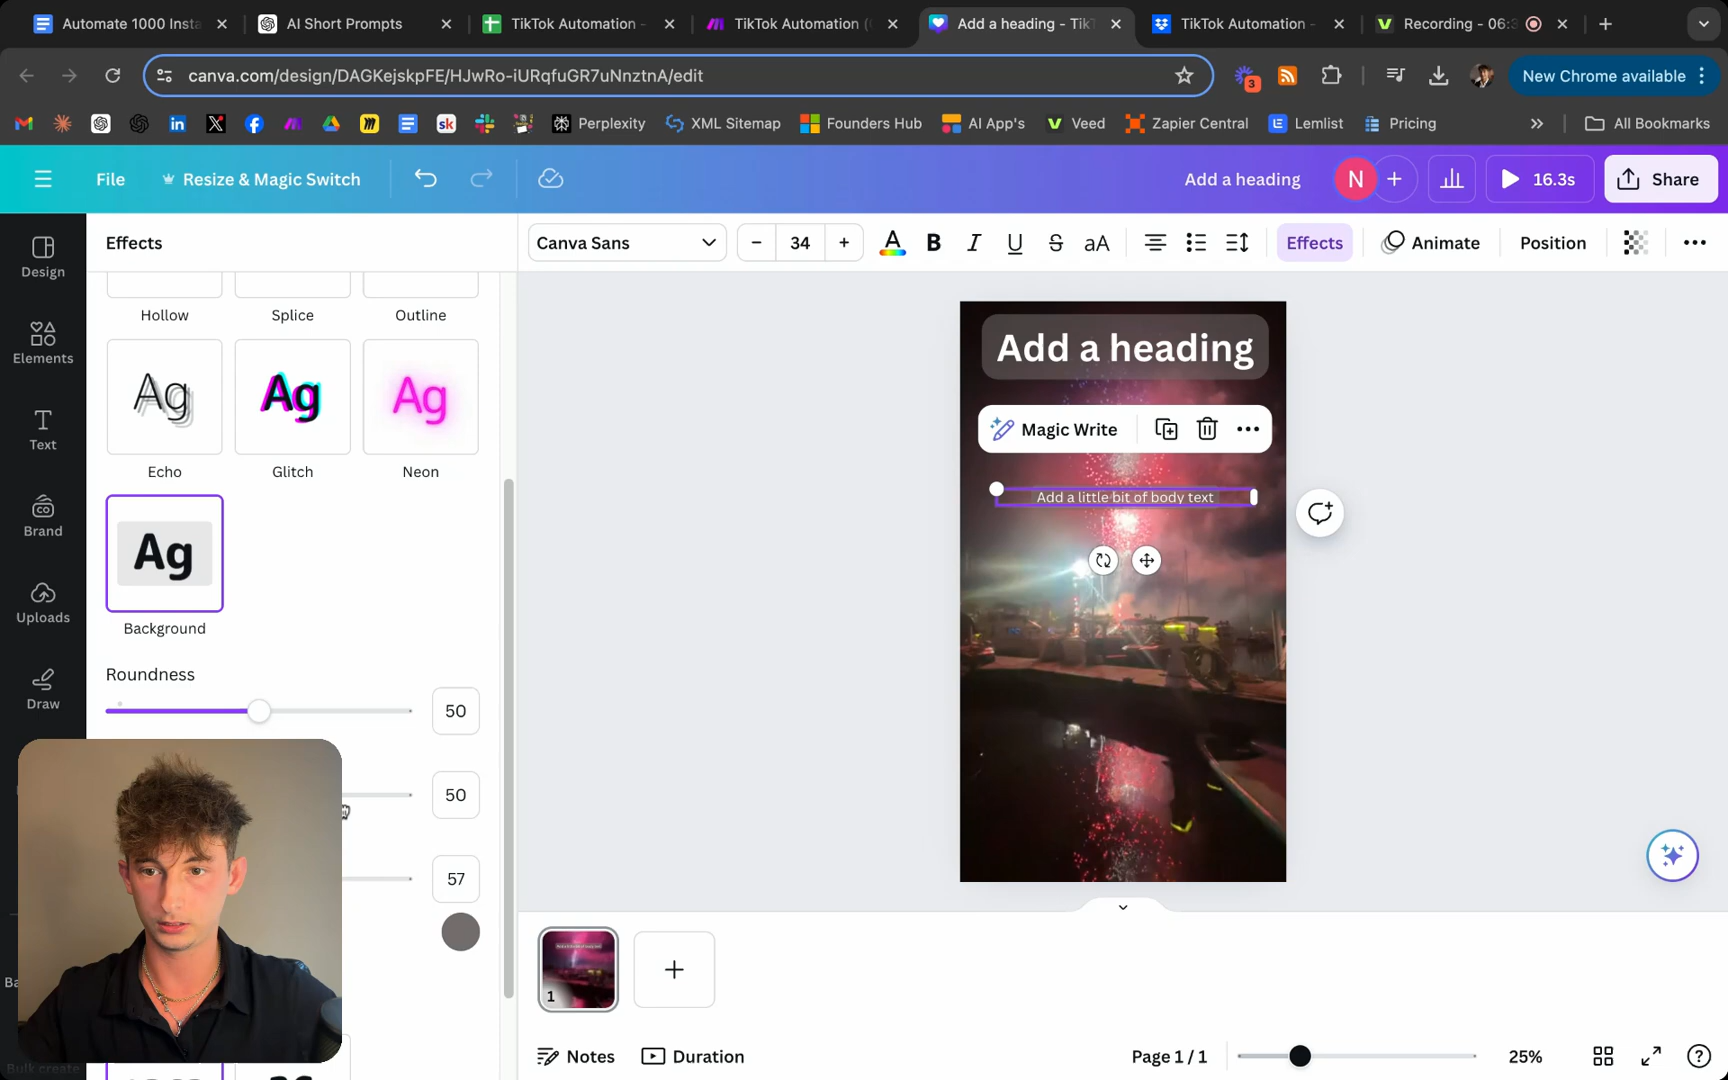 Automate 1000 Insta
AI Short Prompts
TikTok Automation -
TikTok Automation (
Add a heading - TikT
TikTok Automation -
Recording - 06:
canva.com/design/DAGKejskpFE/HJwRo-iURqfuGR7uNnztnA/edit
3
New Chrome available
sk
Perplexity
XML Sitemap
Founders Hub
AI App's
Veed
Zapier Central
Lemlist
Pricing
All Bookmarks
File
Resize & Magic Switch
Add a heading
N
16.3s
Share
Design
Elements
Text
Brand
Uploads
Draw
Bulk create
Effects
Hollow
Splice
Outline
Ag
Ag
Ag
Echo
Glitch
Neon
Ag
Background
Roundness
50
50
57
Canva Sans
34
A
B
I
U
S
aA
Effects
Animate
Position
Add a heading
Magic Write
Add a little bit of body text
1
Notes
Duration
Page 1 / 1
25%